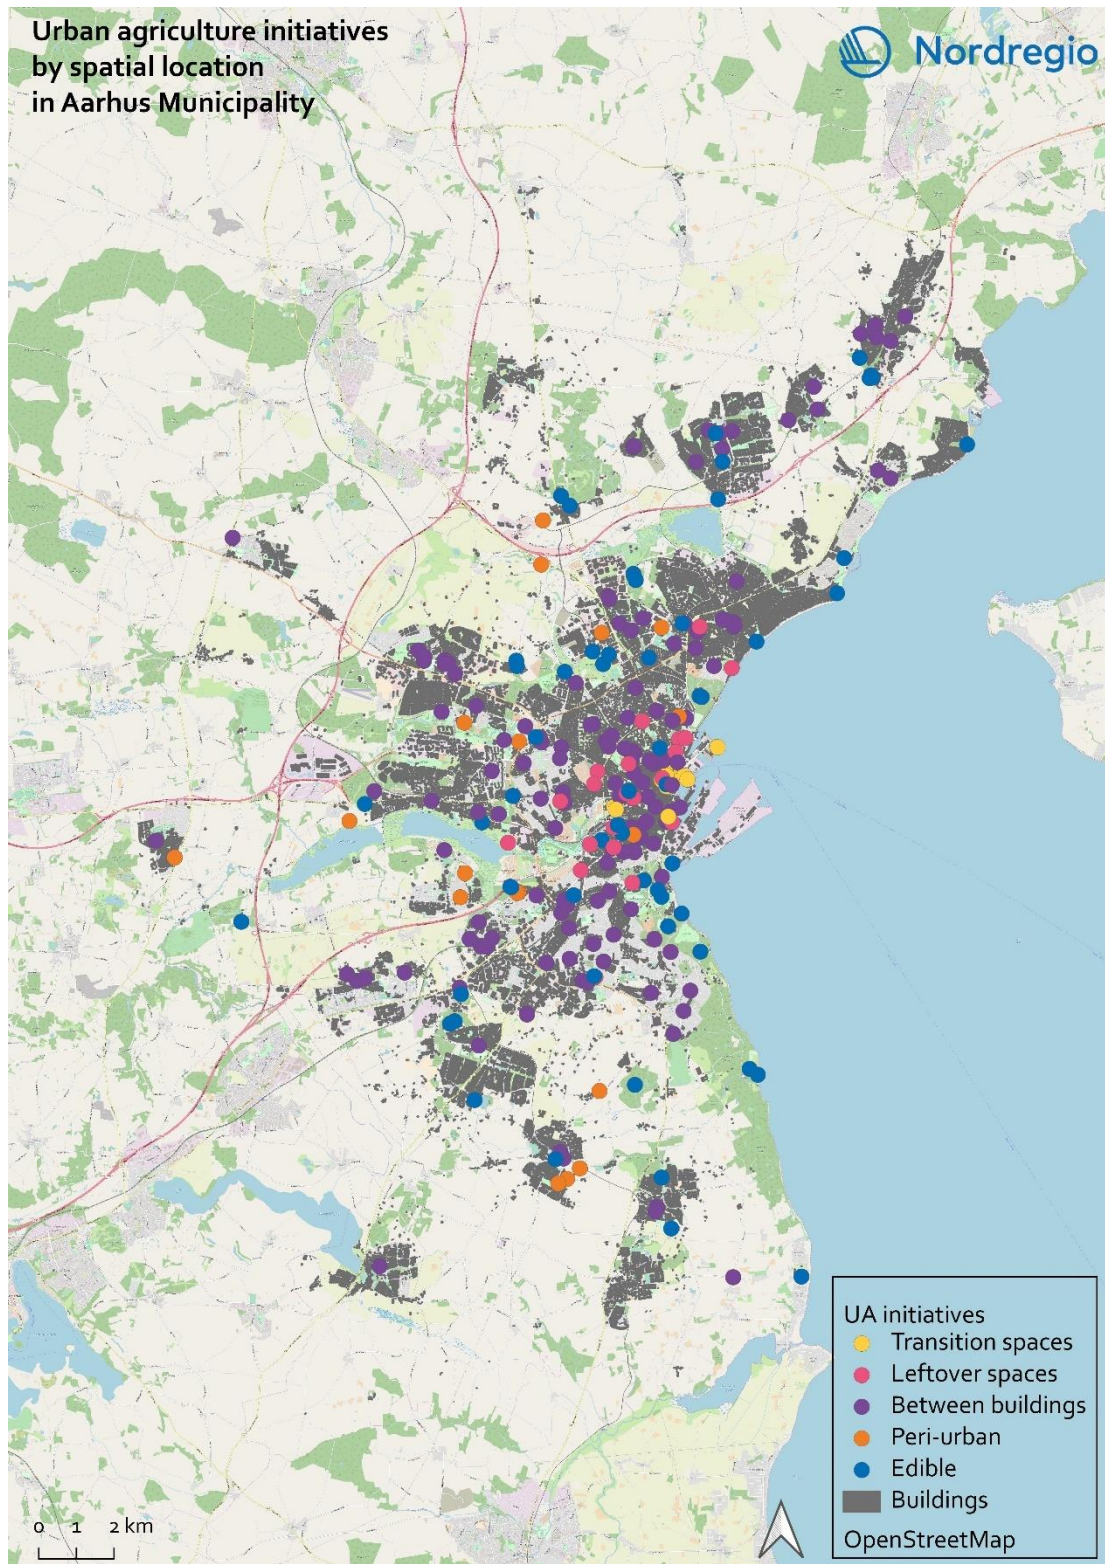 Urban agriculture initiatives
by spatial location
in Aarhus Municipality
Nordregio
UA initiatives
Transition spaces
Leftover spaces
Between buildings
Peri-urban
Edible
Buildings
OpenStreetMap
0 1 2 km